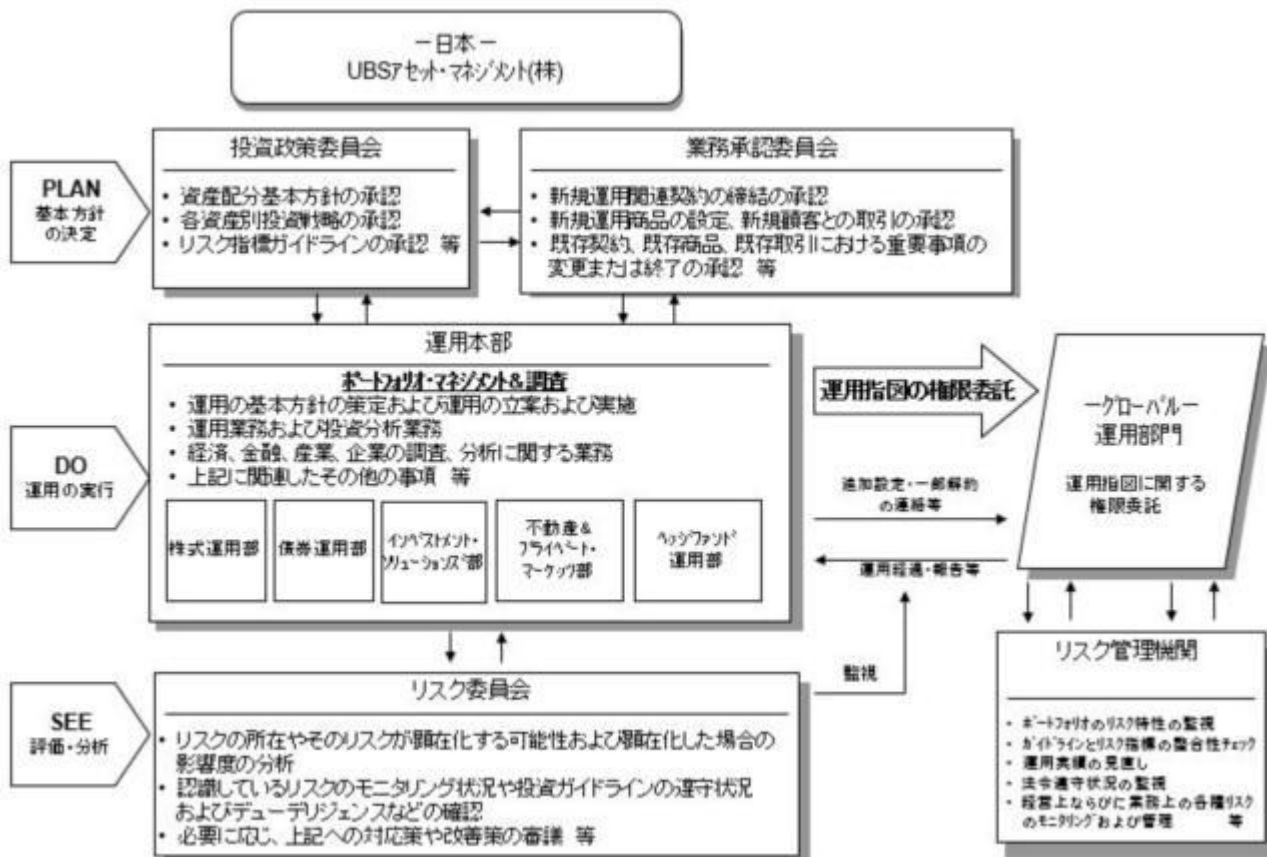 －日本－
UBSアセット・マネジメント(株)
PLAN
基本方針
の決定
投資政策委員会
・ 資産配分基本方針の承認
・ 各資産別投資戦略の承認
・ リスク指標ガイドラインの承認 等
業務承認委員会
・ 新規運用関連契約の締結の承認
・ 新規運用商品の設定、新規顧客との取引の承認
・ 既存契約、既存商品、既存取引における重要事項の
変更または終了の承認 等
DO
運用の実行
運用本部
ポートフォリオ・マネジメント&調査
・ 運用の基本方針の策定および運用の立案および実施
・ 運用業務および投資分析業務
・ 経済、金融、産業、企業の調査、分析に関する業務
・ 上記に関連したその他の事項 等
株式運用部
債券運用部
インベストメント・
ソリューションズ部
不動産&
プライベート・
マーケッツ部
ヘッジファンド
運用部
運用指図の権限委託
追加設定・一部解約
の連絡等
運用経過・報告等
監視
－グローバル－
運用部門
運用指図に関する
権限委託
SEE
評価・分析
リスク委員会
・ リスクの所在やそのリスクが顕在化する可能性および顕在化した場合の
影響度の分析
・ 認識しているリスクのモニタリング状況や投資ガイドラインの遵守状況
およびデューデリジェンスなどの確認
・ 必要に応じ、上記への対応策や改善策の審議 等
リスク管理機関
・ ポートフォリオのリスク特性の監視
・ ガイドラインとリスク指標の整合性チェック
・ 運用実績の見直し
・ 法令遵守状況の監視
・ 経営上ならびに業務上の各種リスク
のモニタリングおよび管理 等